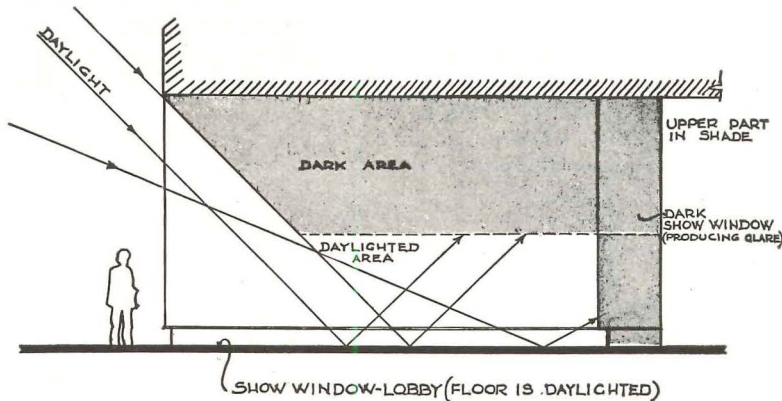 DAYLIGHT
UPPER PART
IN SHADE
DARK AREA
DARK
SHOW WINDOW
(PRODUCING GLARE)
DAYLIGHTED
AREA
SHOW WINDOW-LOBBY (FLOOR IS DAYLIGHTED)